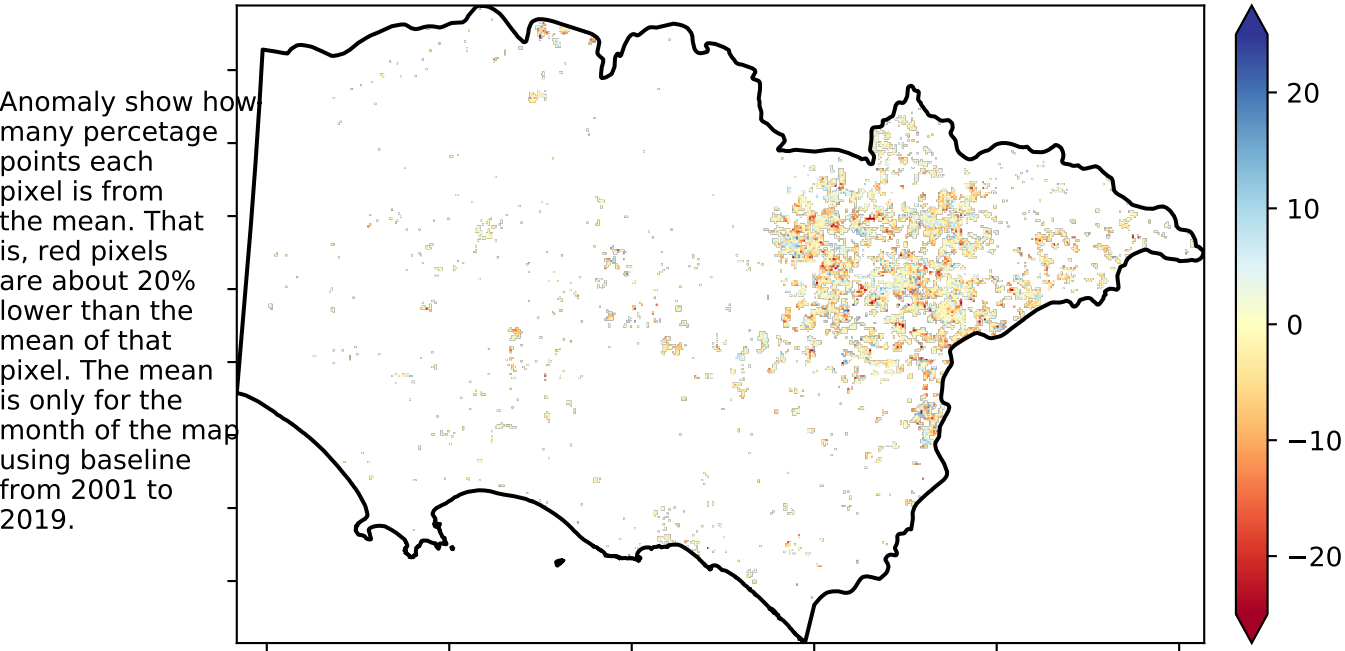 Anomaly show how
many percetage
points each
pixel is from
the mean. That
is, red pixels
are about 20%
lower than the
mean of that
pixel. The mean
is only for the
month of the map
using baseline
from 2001 to
2019.
20
10
0
−10
−20